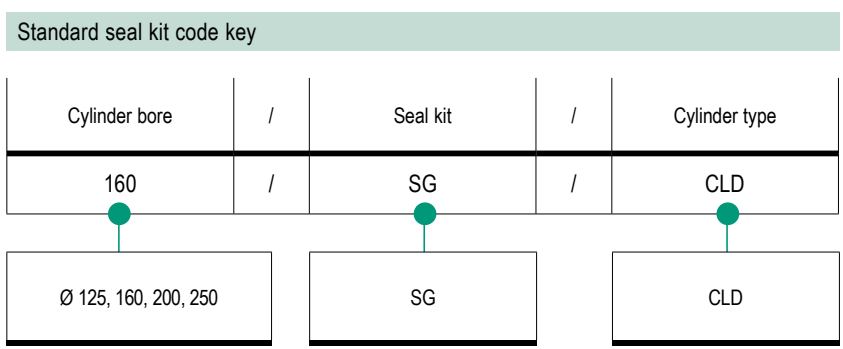 Standard seal kit code key
Cylinder bore / Seal kit / Cylinder type
160 / SG / CLD
Ø 125, 160, 200, 250 SG CLD